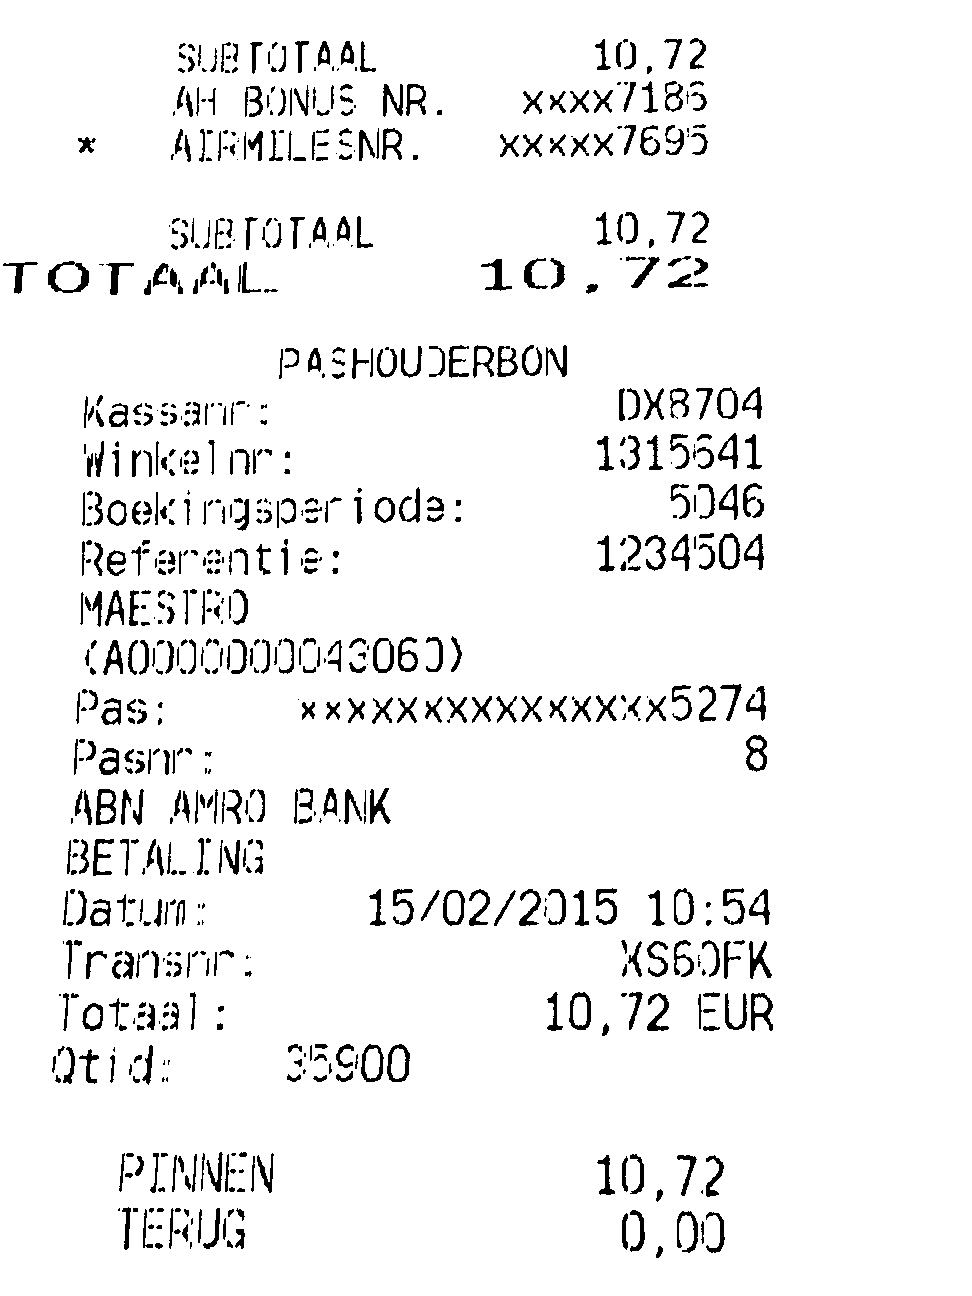 SUBTOTAAL 10,72
AH BONUS NR. xxxx7186
* AIRMILESNR. xxxxx7695
SUBTOTAAL 10,72
TOTAAL 10,72
PASHOUDERBON
Kassanr: DX8704
Winkelnr: 1315641
Boekingsperiode: 5046
Referentie: 1234504
MAESTRO
(A0000000043060)
Pas: xxxxxxxxxxxxxxx5274
Pasnr: 8
ABN AMRO BANK
BETALING
Datum: 15/02/2015 10:54
Transnr: XS60FK
Totaal: 10,72 EUR
Qtid: 35900
PINNEN 10,72
TERUG 0,00